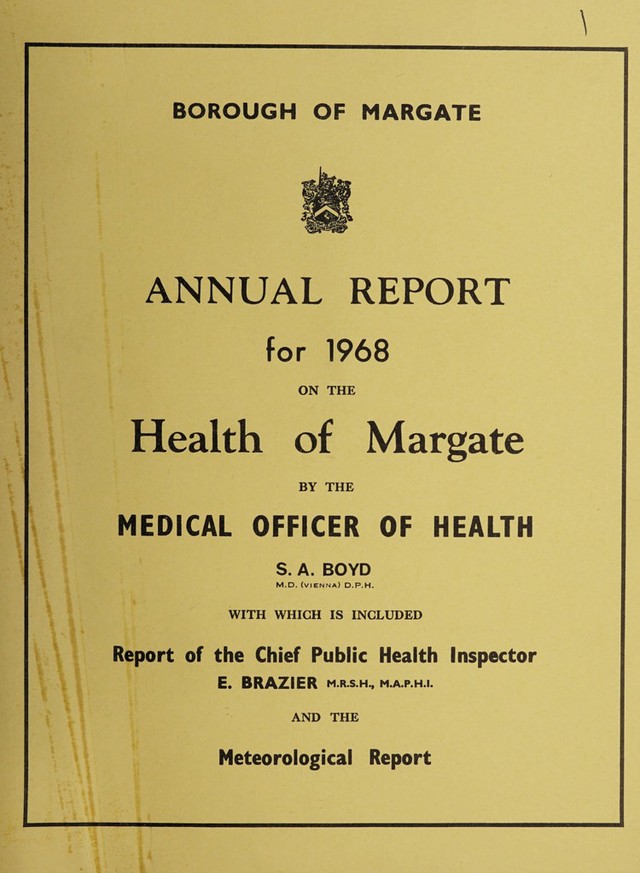 BOROUGH OF MARGATE
ANNUAL REPORT
for 1968
ON THE
Health of Margate
BY THE
MEDICAL OFFICER OF HEALTH
S. A. BOYD
M.D. (VIENNA) D.P.H.
WITH WHICH IS INCLUDED
Report of the Chief Public Health Inspector
E. BRAZIER M.R.S.H., M.A.P.H.I.
AND THE
Meteorological Report